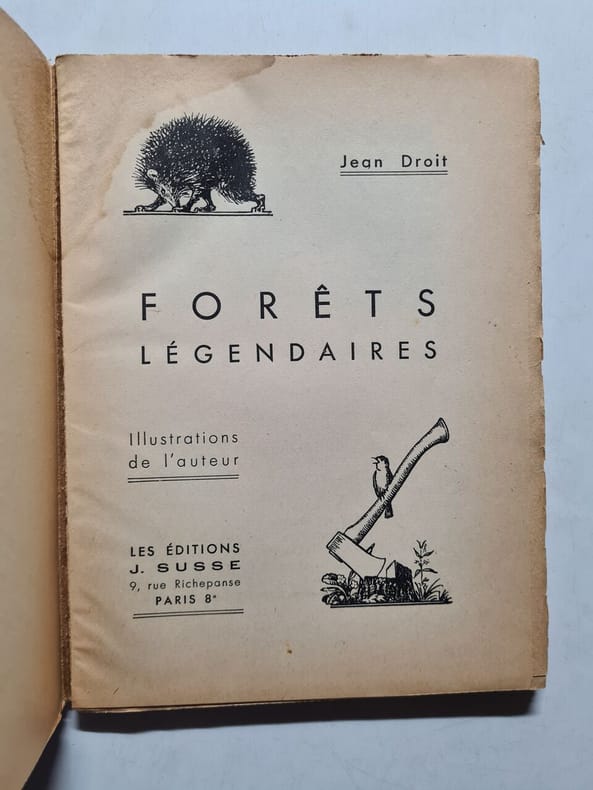 Jean Droit
FORÊTS
LÉGENDAIRES
Illustrations
de l'auteur
LES ÉDITIONS
J. SUSSE
9, rue Richepanse
PARIS 8ᵉ